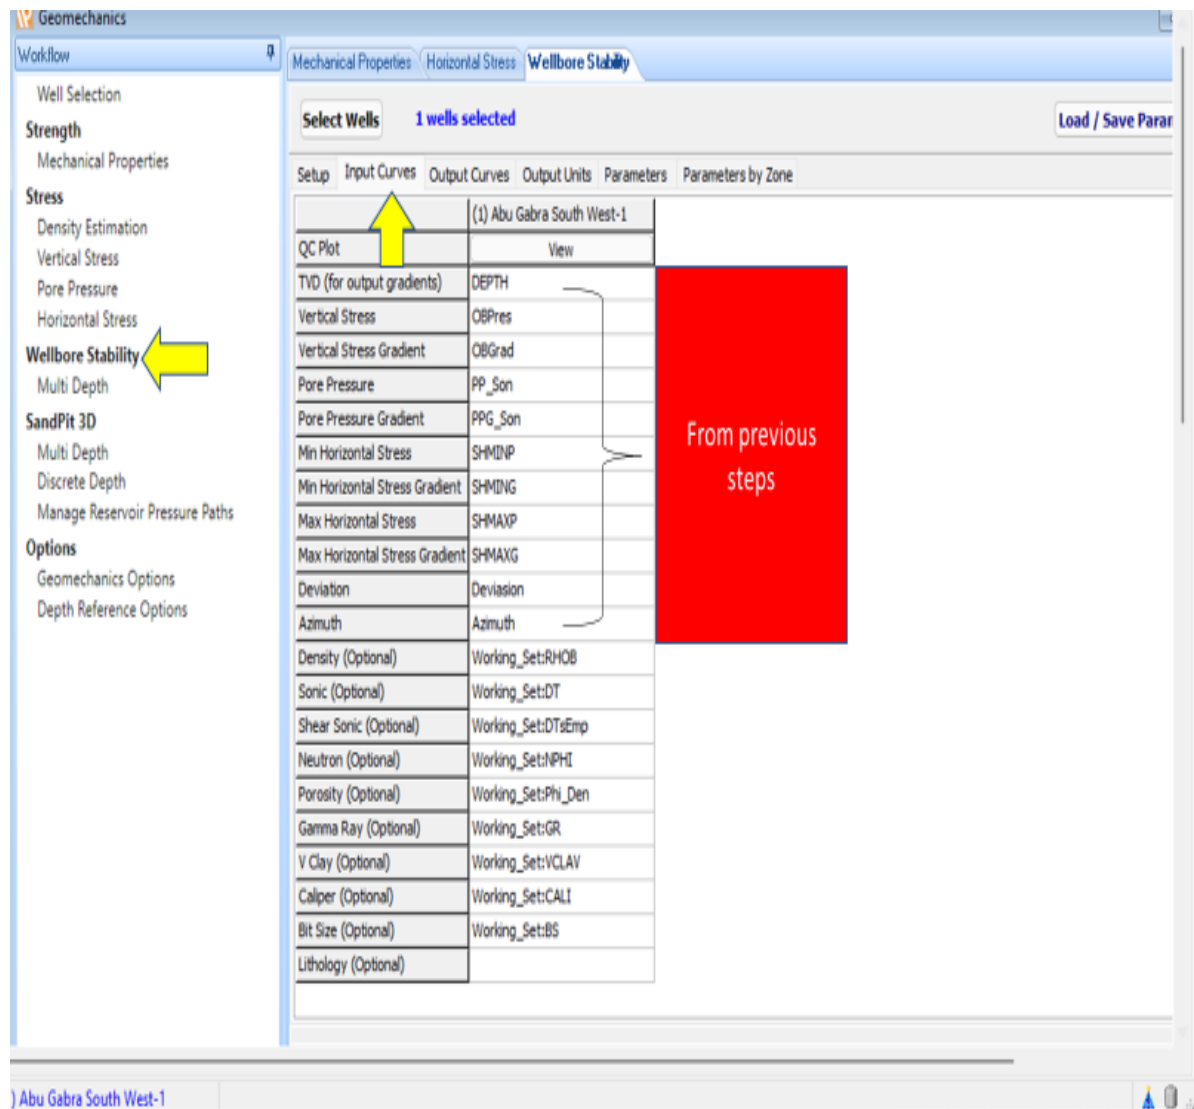 Geomechanics
Workflow
Well Selection
Strength
Mechanical Properties
Stress
Density Estimation
Vertical Stress
Pore Pressure
Horizontal Stress
Wellbore Stability
Multi Depth
SandPit 3D
Multi Depth
Discrete Depth
Manage Reservoir Pressure Paths
Options
Geomechanics Options
Depth Reference Options
Mechanical Properties Horizontal Stress Wellbore Stability
Select Wells 1 wells selected Load / Save Parar
Setup Input Curves Output Curves Output Units Parameters Parameters by Zone
(1) Abu Gabra South West-1
QC Plot View
TVD (for output gradients) DEPTH
Vertical Stress OBPres
Vertical Stress Gradient OBGrad
Pore Pressure PP_Son
Pore Pressure Gradient PPG_Son
Min Horizontal Stress SHMINP
Min Horizontal Stress Gradient SHMING
Max Horizontal Stress SHMAXP
Max Horizontal Stress Gradient SHMAXG
Deviation Deviasion
Azimuth Azimuth
Density (Optional) Working_Set:RHOB
Sonic (Optional) Working_Set:DT
Shear Sonic (Optional) Working_Set:DTsEmp
Neutron (Optional) Working_Set:NPHI
Porosity (Optional) Working_Set:Phi_Den
Gamma Ray (Optional) Working_Set:GR
V Clay (Optional) Working_Set:VCLAV
Caliper (Optional) Working_Set:CALI
Bit Size (Optional) Working_Set:BS
Lithology (Optional)
From previous
steps
) Abu Gabra South West-1